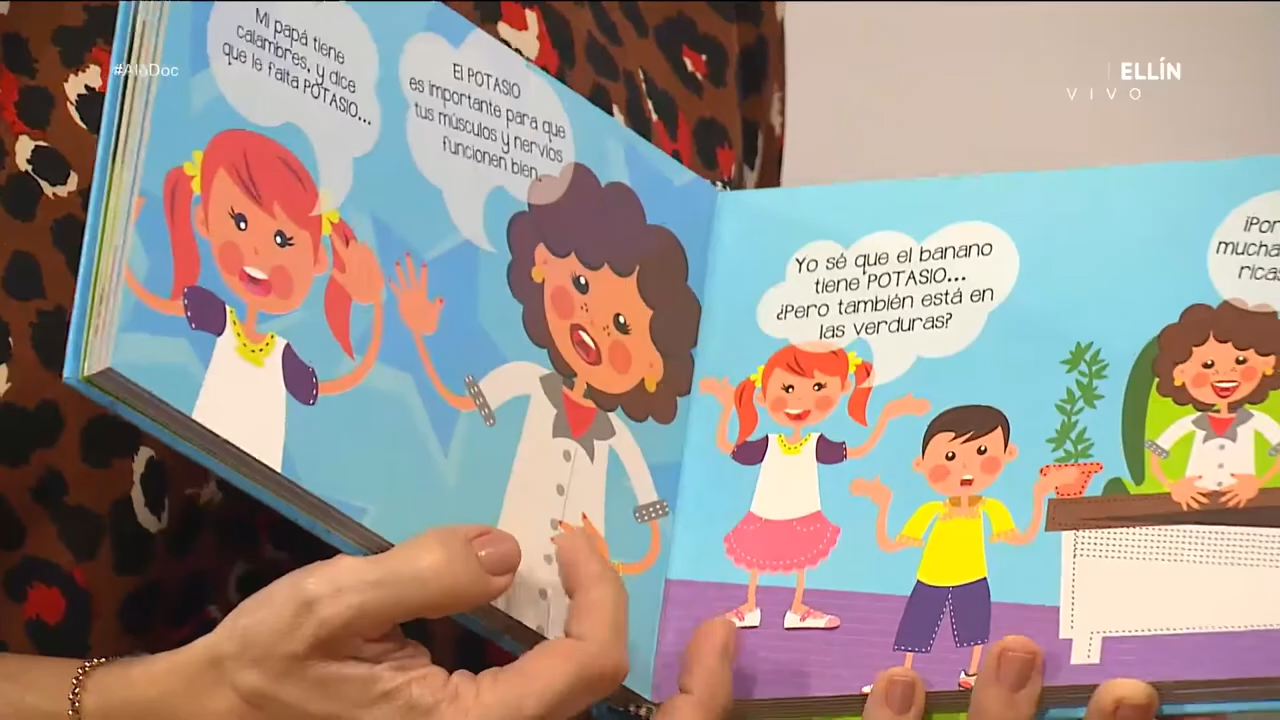 #AlóDoc
ELLÍN
VIVO
Mi papá tiene
calambres, y dice
que le falta POTASIO...
El POTASIO
es importante para que
tus músculos y nervios
funcionen bien.
Yo sé que el banano
tiene POTASIO...
¿Pero también está en
las verduras?
¡Por
mucha
ricas